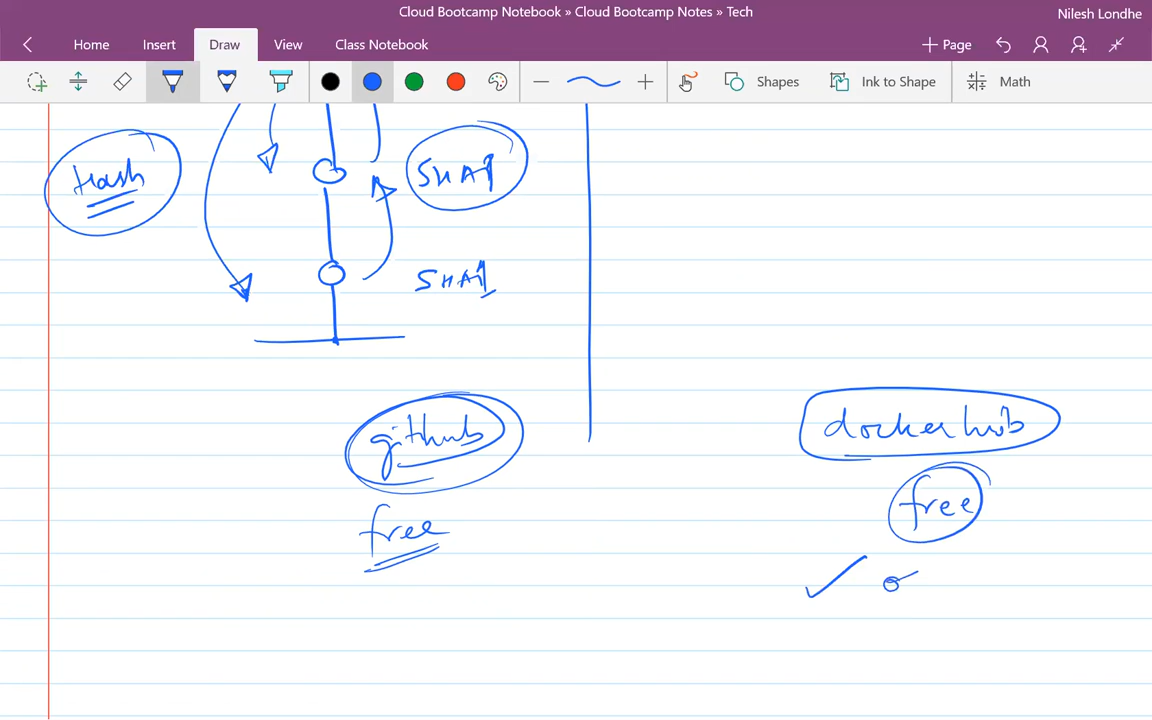 Cloud Bootcamp Notebook » Cloud Bootcamp Notes » Tech
Nilesh Londhe
Home Insert Draw View Class Notebook
Page
Shapes Ink to Shape Math
Hash
SHA1
SHA1
github
free
dockerhub
free